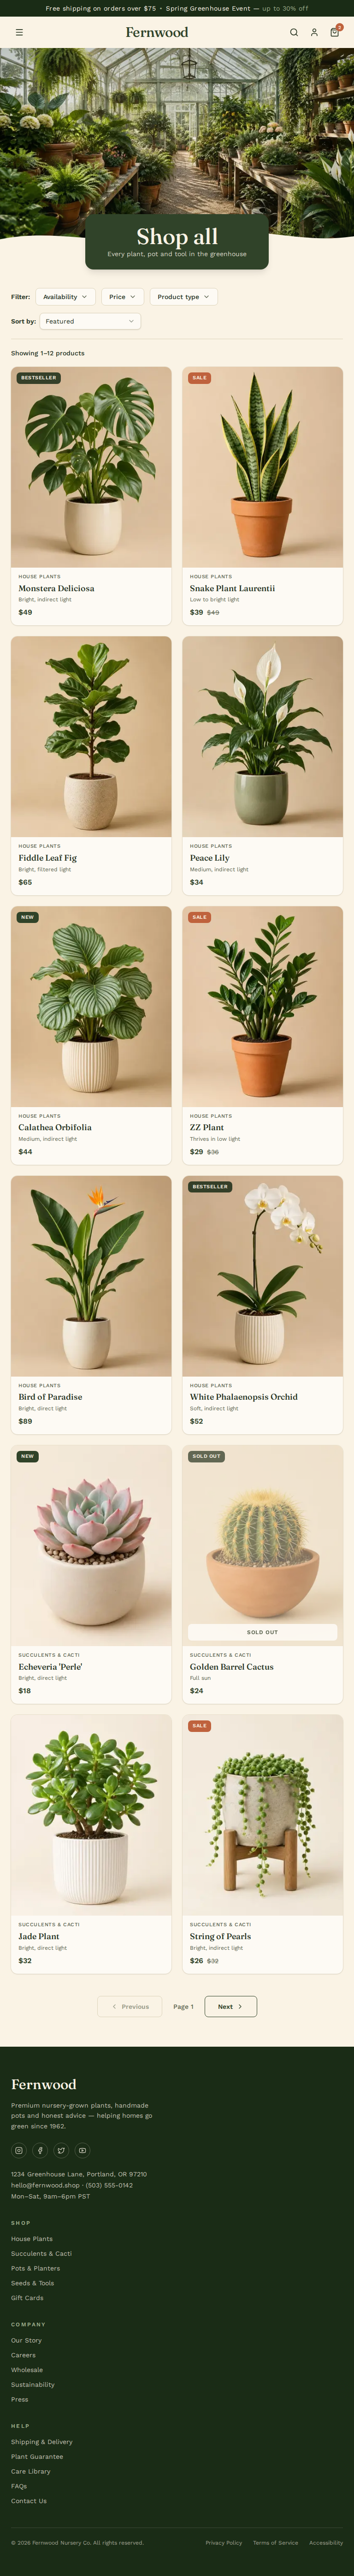 Free shipping on orders over $75 • Spring Greenhouse Event — up to 30% off
Fernwood
Shop all
Every plant, pot and tool in the greenhouse
Filter: Availability Price Product type
Sort by: Featured
Showing 1–12 products
BESTSELLER
SALE
HOUSE PLANTS
Monstera Deliciosa
Bright, indirect light
$49
HOUSE PLANTS
Snake Plant Laurentii
Low to bright light
$39 $49
HOUSE PLANTS
Fiddle Leaf Fig
Bright, filtered light
$65
HOUSE PLANTS
Peace Lily
Medium, indirect light
$34
NEW
SALE
HOUSE PLANTS
Calathea Orbifolia
Medium, indirect light
$44
HOUSE PLANTS
ZZ Plant
Thrives in low light
$29 $36
BESTSELLER
HOUSE PLANTS
Bird of Paradise
Bright, direct light
$89
HOUSE PLANTS
White Phalaenopsis Orchid
Soft, indirect light
$52
NEW
SOLD OUT
SOLD OUT
SUCCULENTS & CACTI
Echeveria 'Perle'
Bright, direct light
$18
SUCCULENTS & CACTI
Golden Barrel Cactus
Full sun
$24
SALE
SUCCULENTS & CACTI
Jade Plant
Bright, direct light
$32
SUCCULENTS & CACTI
String of Pearls
Bright, indirect light
$26 $32
Previous Page 1 Next
Fernwood
Premium nursery-grown plants, handmade
pots and honest advice — helping homes go
green since 1962.
1234 Greenhouse Lane, Portland, OR 97210
hello@fernwood.shop · (503) 555-0142
Mon–Sat, 9am–6pm PST
SHOP
House Plants
Succulents & Cacti
Pots & Planters
Seeds & Tools
Gift Cards
COMPANY
Our Story
Careers
Wholesale
Sustainability
Press
HELP
Shipping & Delivery
Plant Guarantee
Care Library
FAQs
Contact Us
© 2026 Fernwood Nursery Co. All rights reserved. Privacy Policy Terms of Service Accessibility